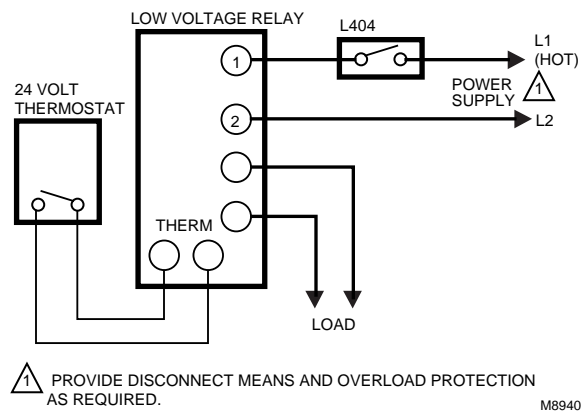 LOW VOLTAGE RELAY
L404
1
L1
(HOT)
24 VOLT
THERMOSTAT
POWER
SUPPLY
1
2
L2
THERM
LOAD
1 PROVIDE DISCONNECT MEANS AND OVERLOAD PROTECTION
AS REQUIRED.
M8940